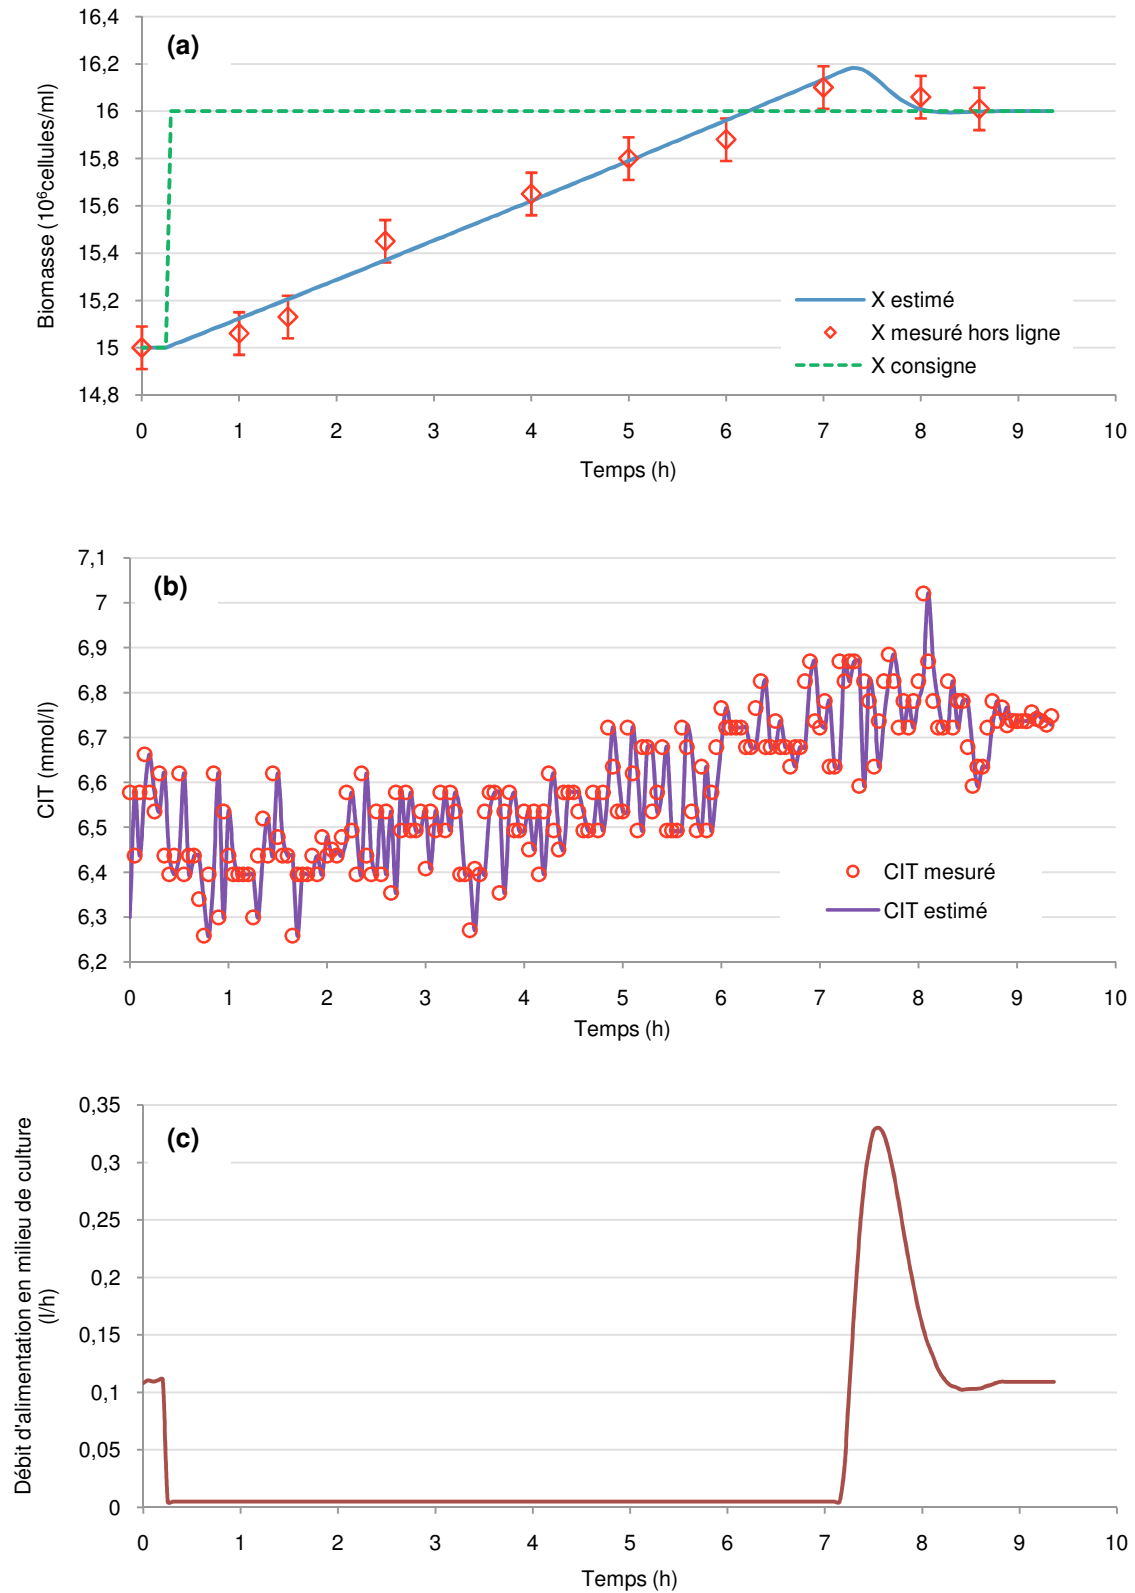 (a)
16,4
16,2
16
15,8
15,6
15,4
15,2
15
14,8
Biomasse (10⁶cellules/ml)
X estimé
X mesuré hors ligne
X consigne
0 1 2 3 4 5 6 7 8 9 10
Temps (h)
(b)
7,1
7
6,9
6,8
6,7
6,6
6,5
6,4
6,3
6,2
CIT (mmol/l)
CIT mesuré
CIT estimé
0 1 2 3 4 5 6 7 8 9 10
Temps (h)
(c)
0,35
0,3
0,25
0,2
0,15
0,1
0,05
0
Débit d'alimentation en milieu de culture
(l/h)
0 1 2 3 4 5 6 7 8 9 10
Temps (h)